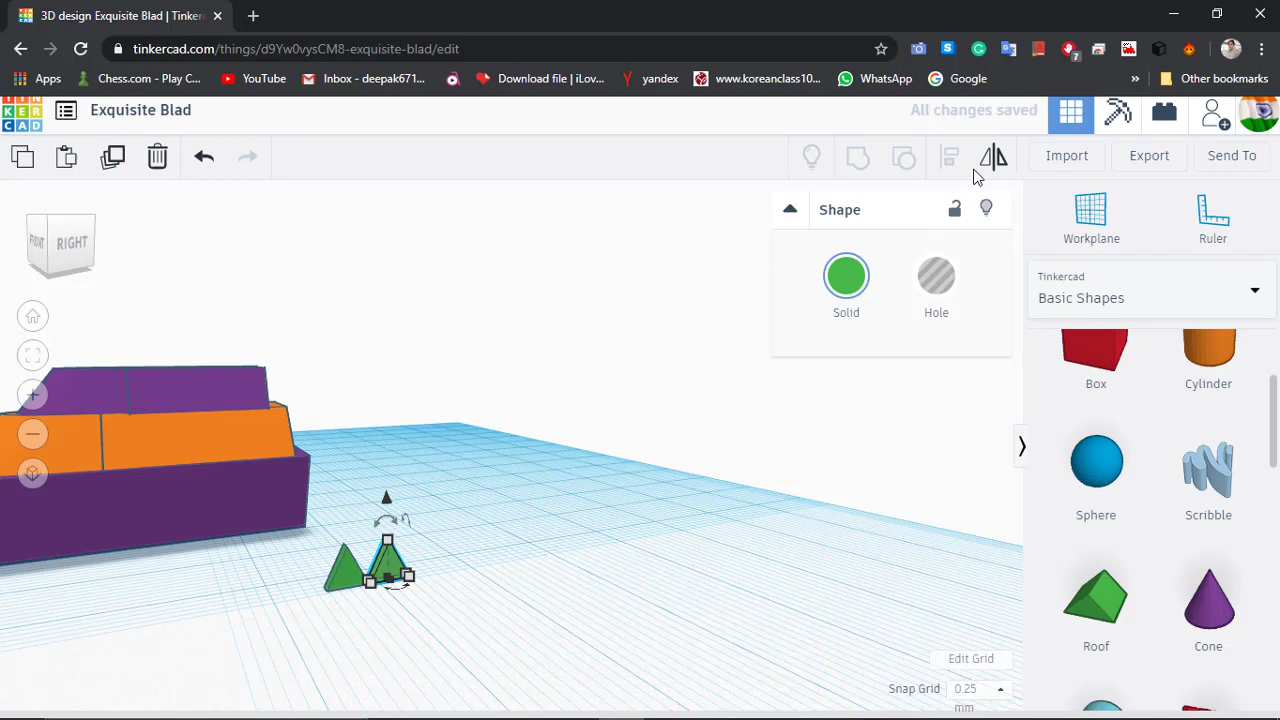 3D design Exquisite Blad | Tinker
tinkercad.com/things/d9Yw0vysCM8-exquisite-blad/edit
7
Apps
Chess.com - Play C...
YouTube
Inbox - deepak671...
Download file | iLov...
yandex
www.koreanclass10...
WhatsApp
Google
»
Other bookmarks
TIN
KER
CAD
Exquisite Blad
All changes saved
Import
Export
Send To
FRONT
RIGHT
Shape
Solid
Hole
Workplane
Ruler
Tinkercad
Basic Shapes
Box
Cylinder
Sphere
Scribble
Roof
Cone
Edit Grid
Snap Grid 0.25
mm